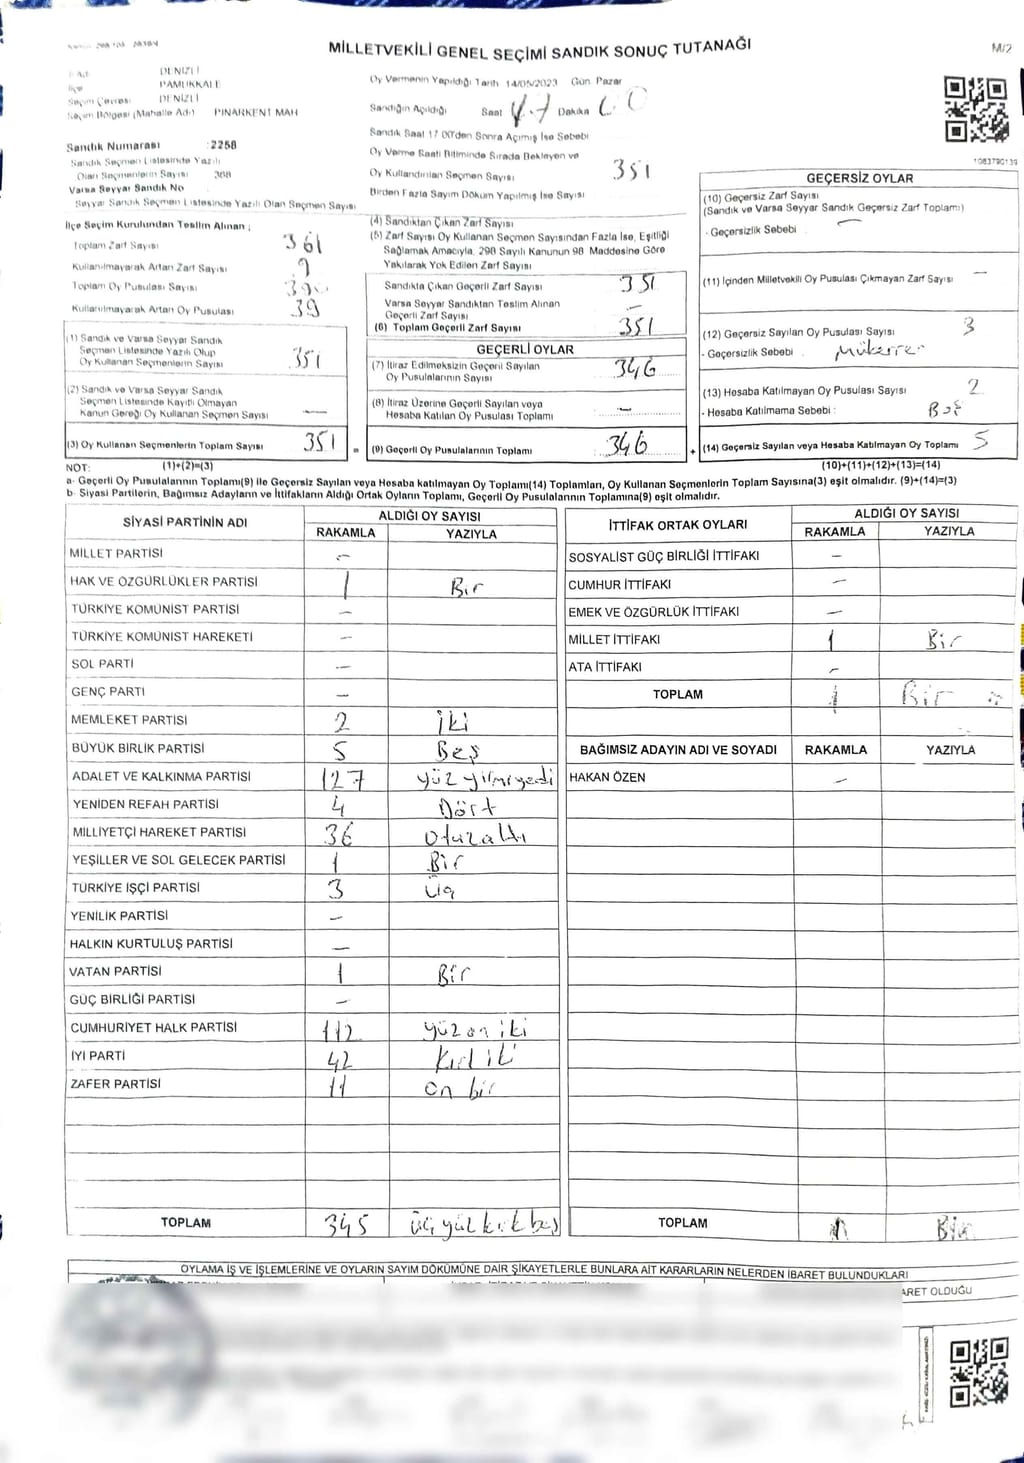 MİLLETVEKİLİ GENEL SEÇİMİ SANDIK SONUÇ TUTANAĞI
M/2
DENİZLİ
İlçe PAMUKKALE
Seçim Çevresi DENİZLİ
Seçim Bölgesi (Mahalle Adı) PINARKENT MAH
Sandık Numarası :2258
Sandık Seçmen Listesinde Yazılı
Olan Seçmenlerin Sayısı 368
Varsa Seyyar Sandık No
Seyyar Sandık Seçmen Listesinde Yazılı Olan Seçmen Sayısı
İlçe Seçim Kurulundan Teslim Alınan ;
Toplam Zarf Sayısı 361
Kullanılmayarak Artan Zarf Sayısı 9
Toplam Oy Pusulası Sayısı 390
Kullanılmayarak Artan Oy Pusulası 39
(1) Sandık ve Varsa Seyyar Sandık
Seçmen Listesinde Yazılı Olup
Oy Kullanan Seçmenlerin Sayısı 351
(2) Sandık ve Varsa Seyyar Sandık
Seçmen Listesinde Kayıtlı Olmayan
Kanun Gereği Oy Kullanan Seçmen Sayısı —
(3) Oy Kullanan Seçmenlerin Toplam Sayısı 351
Oy Vermenin Yapıldığı Tarih 14/05/2023 Gün Pazar
Sandığın Açıldığı Saat 17 Dakika 00
Sandık Saat 17 00'den Sonra Açımış İse Sebebi
Oy Verme Saati Bitiminde Sırada Bekleyen ve
Oy Kullandırılan Seçmen Sayısı 351
Birden Fazla Sayım Döküm Yapılmış İse Sayısı
(4) Sandıktan Çıkan Zarf Sayısı
(5) Zarf Sayısı Oy Kullanan Seçmen Sayısından Fazla İse, Eşitliği
Sağlamak Amacıyla, 298 Sayılı Kanunun 98 Maddesine Göre
Yakılarak Yok Edilen Zarf Sayısı
Sandıkla Çıkan Geçerli Zarf Sayısı 351
Varsa Seyyar Sandıktan Teslim Alınan
Geçerli Zarf Sayısı —
(6) Toplam Geçerli Zarf Sayısı 351
GEÇERLİ OYLAR
(7) İtiraz Edilmeksizin Geçerli Sayılan
Oy Pusulalarının Sayısı 346
(8) İtiraz Üzerine Geçerli Sayılan veya
Hesaba Katılan Oy Pusulası Toplamı —
= (9) Geçerli Oy Pusulalarının Toplamı 346 +
1083790139
GEÇERSİZ OYLAR
(10) Geçersiz Zarf Sayısı
(Sandık ve Varsa Seyyar Sandık Geçersiz Zarf Toplamı)
- Geçersizlik Sebebi : —
(11) İçinden Milletvekili Oy Pusulası Çıkmayan Zarf Sayısı —
(12) Geçersiz Sayılan Oy Pusulası Sayısı 3
- Geçersizlik Sebebi : Mükerrer
(13) Hesaba Katılmayan Oy Pusulası Sayısı 2
- Hesaba Katılmama Sebebi : Boş
(14) Geçersiz Sayılan veya Hesaba Katılmayan Oy Toplamı 5
NOT: (1)+(2)=(3) (10)+(11)+(12)+(13)=(14)
a- Geçerli Oy Pusulalarının Toplamı(9) ile Geçersiz Sayılan veya Hesaba Katılmayan Oy Toplamı(14) Toplamları, Oy Kullanan Seçmenlerin Toplam Sayısına(3) eşit olmalıdır. (9)+(14)=(3)
b- Siyasi Partilerin, Bağımsız Adayların ve İttifakların Aldığı Ortak Oyların Toplamı, Geçerli Oy Pusulalarının Toplamına(9) eşit olmalıdır.
SİYASİ PARTİNİN ADI ALDIĞI OY SAYISI
RAKAMLA YAZIYLA
MİLLET PARTİSİ —
HAK VE ÖZGÜRLÜKLER PARTİSİ 1 Bir
TÜRKİYE KOMÜNİST PARTİSİ —
TÜRKİYE KOMÜNİST HAREKETİ —
SOL PARTİ —
GENÇ PARTİ —
MEMLEKET PARTİSİ 2 İki
BÜYÜK BİRLİK PARTİSİ 5 Beş
ADALET VE KALKINMA PARTİSİ 127 yüzyirmiyedi
YENİDEN REFAH PARTİSİ 4 Dört
MİLLİYETÇİ HAREKET PARTİSİ 36 Otuzaltı
YEŞİLLER VE SOL GELECEK PARTİSİ 1 Bir
TÜRKİYE İŞÇİ PARTİSİ 3 Üç
YENİLİK PARTİSİ —
HALKIN KURTULUŞ PARTİSİ —
VATAN PARTİSİ 1 Bir
GÜÇ BİRLİĞİ PARTİSİ —
CUMHURİYET HALK PARTİSİ 112 yüz on iki
İYİ PARTİ 42 Kırk iki
ZAFER PARTİSİ 11 on bir
TOPLAM 345 üç yüz kırk beş
İTTİFAK ORTAK OYLARI ALDIĞI OY SAYISI
RAKAMLA YAZIYLA
SOSYALİST GÜÇ BİRLİĞİ İTTİFAKI —
CUMHUR İTTİFAKI —
EMEK VE ÖZGÜRLÜK İTTİFAKI —
MİLLET İTTİFAKI 1 Bir
ATA İTTİFAKI —
TOPLAM 1 Bir
BAĞIMSIZ ADAYIN ADI VE SOYADI RAKAMLA YAZIYLA
HAKAN ÖZEN —
TOPLAM Bir
OYLAMA İŞ VE İŞLEMLERİNE VE OYLARIN SAYIM DÖKÜMÜNE DAİR ŞİKAYETLERLE BUNLARA AİT KARARLARIN NELERDEN İBARET BULUNDUKLARI
ARET OLDUĞU